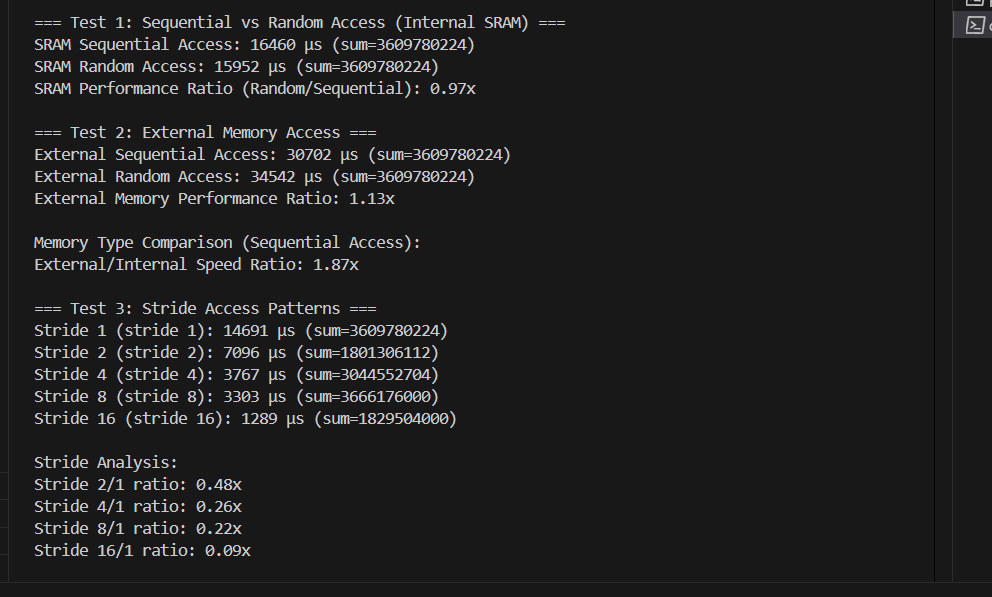 === Test 1: Sequential vs Random Access (Internal SRAM) ===
SRAM Sequential Access: 16460 μs (sum=3609780224)
SRAM Random Access: 15952 μs (sum=3609780224)
SRAM Performance Ratio (Random/Sequential): 0.97x
=== Test 2: External Memory Access ===
External Sequential Access: 30702 μs (sum=3609780224)
External Random Access: 34542 μs (sum=3609780224)
External Memory Performance Ratio: 1.13x
Memory Type Comparison (Sequential Access):
External/Internal Speed Ratio: 1.87x
=== Test 3: Stride Access Patterns ===
Stride 1 (stride 1): 14691 μs (sum=3609780224)
Stride 2 (stride 2): 7096 μs (sum=1801306112)
Stride 4 (stride 4): 3767 μs (sum=3044552704)
Stride 8 (stride 8): 3303 μs (sum=3666176000)
Stride 16 (stride 16): 1289 μs (sum=1829504000)
Stride Analysis:
Stride 2/1 ratio: 0.48x
Stride 4/1 ratio: 0.26x
Stride 8/1 ratio: 0.22x
Stride 16/1 ratio: 0.09x